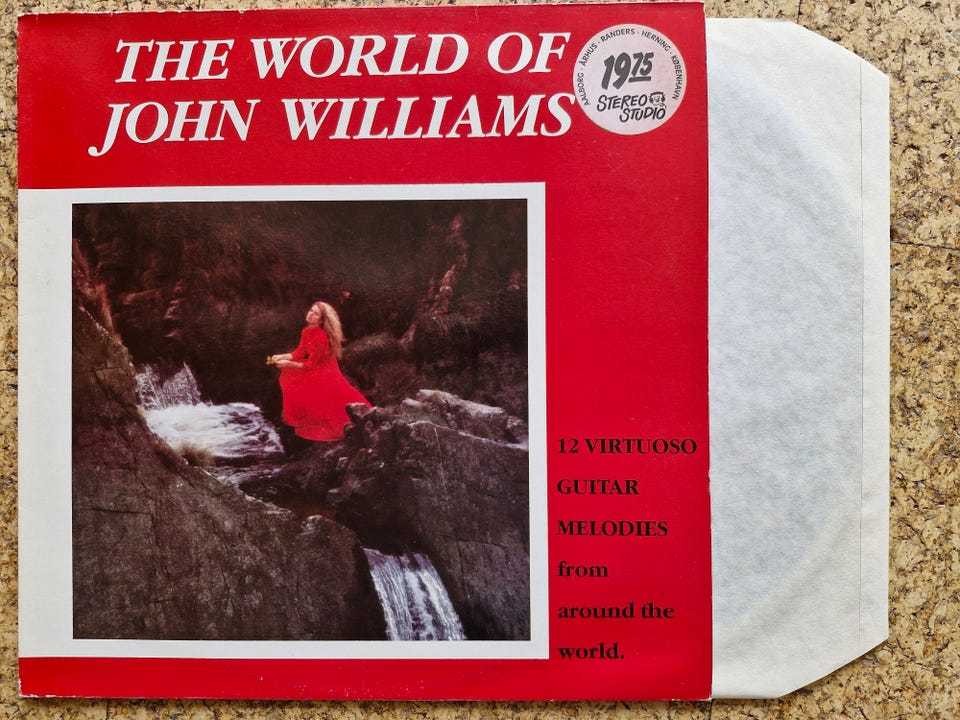 THE WORLD OF
JOHN WILLIAMS
AALBORG · ÅRHUS · RANDERS · HERNING · KØBENHAVN
1975
STEREO
STUDIO
12 VIRTUOSO
GUITAR
MELODIES
from
around the
world.